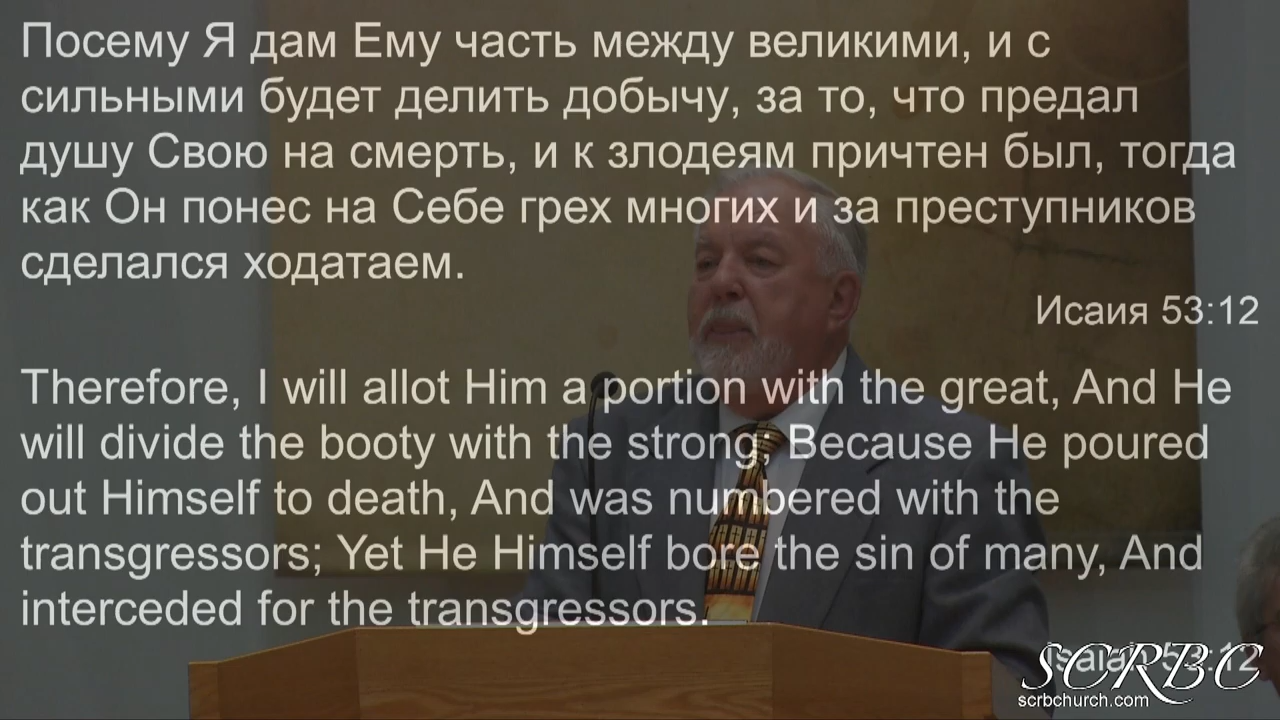 Посему Я дам Ему часть между великими, и с
сильными будет делить добычу, за то, что предал
душу Свою на смерть, и к злодеям причтен был, тогда
как Он понес на Себе грех многих и за преступников
сделался ходатаем.
Исаия 53:12
Therefore, I will allot Him a portion with the great, And He
will divide the booty with the strong; Because He poured
out Himself to death, And was numbered with the
transgressors; Yet He Himself bore the sin of many, And
interceded for the transgressors.
Isaiah 53:12
SCRBC
scrbchurch.com